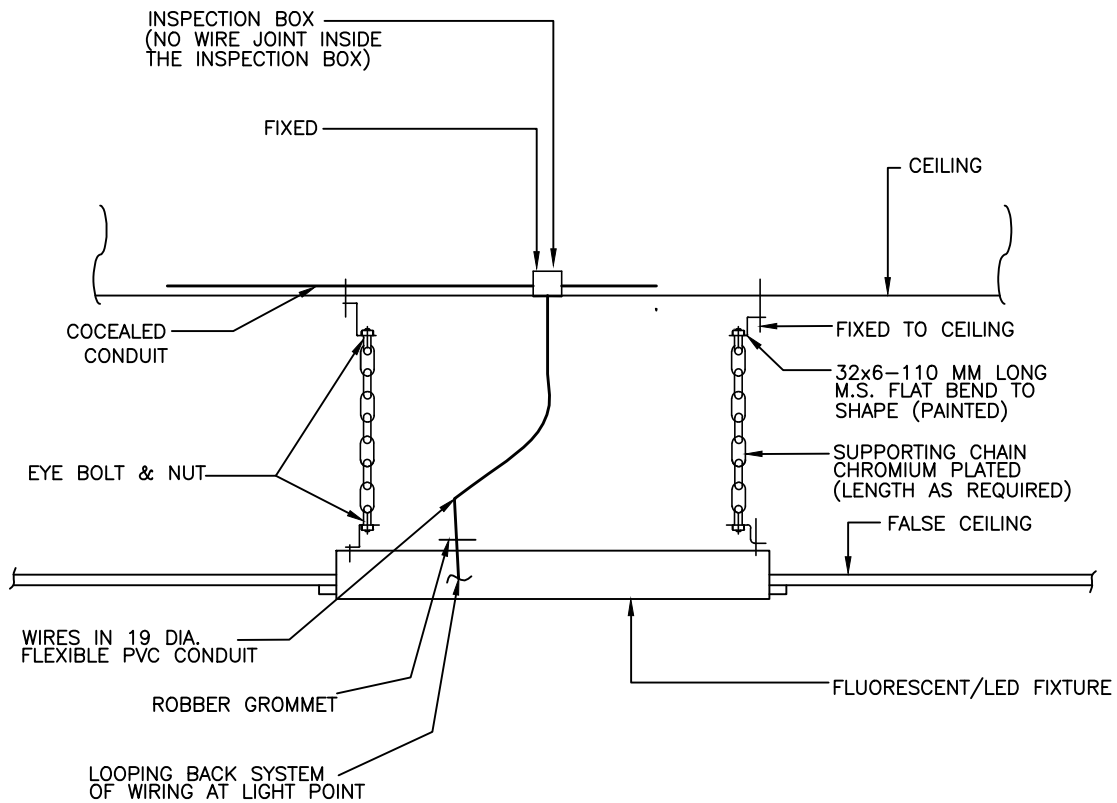 INSPECTION BOX
(NO WIRE JOINT INSIDE
THE INSPECTION BOX)
FIXED
CEILING
COCEALED
CONDUIT
FIXED TO CEILING
32x6-110 MM LONG
M.S. FLAT BEND TO
SHAPE (PAINTED)
EYE BOLT & NUT
SUPPORTING CHAIN
CHROMIUM PLATED
(LENGTH AS REQUIRED)
FALSE CEILING
WIRES IN 19 DIA.
FLEXIBLE PVC CONDUIT
ROBBER GROMMET
FLUORESCENT/LED FIXTURE
LOOPING BACK SYSTEM
OF WIRING AT LIGHT POINT